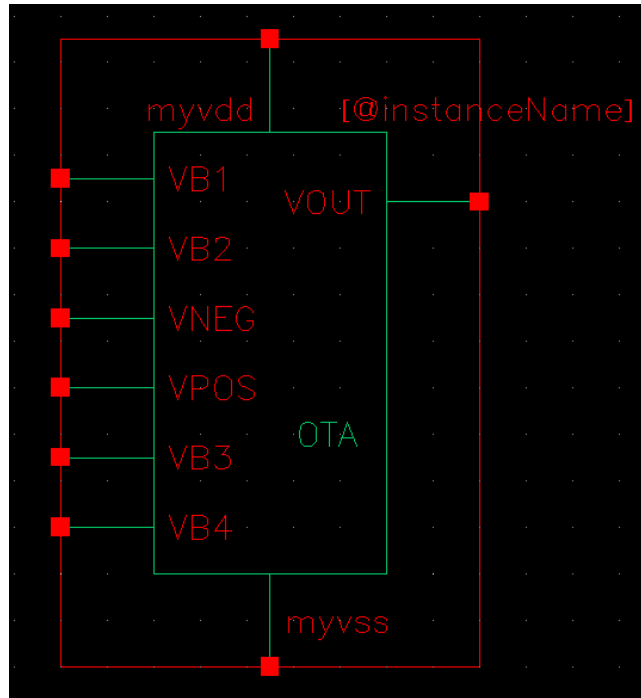 myvdd [@instanceName]
VB1
VOUT
VB2
VNEG
VPOS
OTA
VB3
VB4
myvss